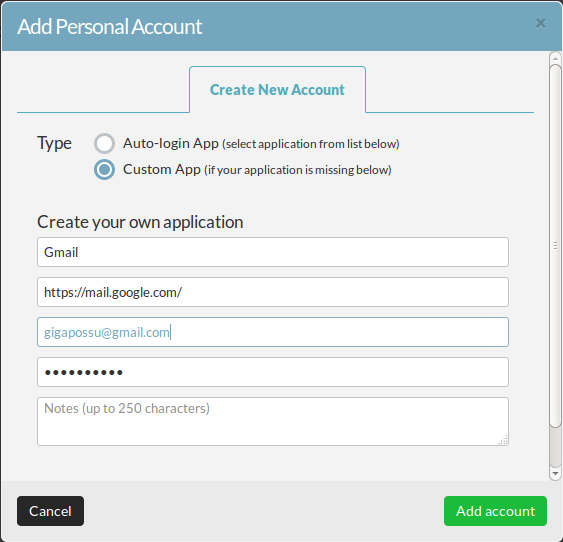 Add Personal Account ×
Create New Account
Type Auto-login App (select application from list below)
Custom App (if your application is missing below)
Create your own application
Gmail
https://mail.google.com/
gigapossu@gmail.com
••••••••••
Notes (up to 250 characters)
Cancel Add account